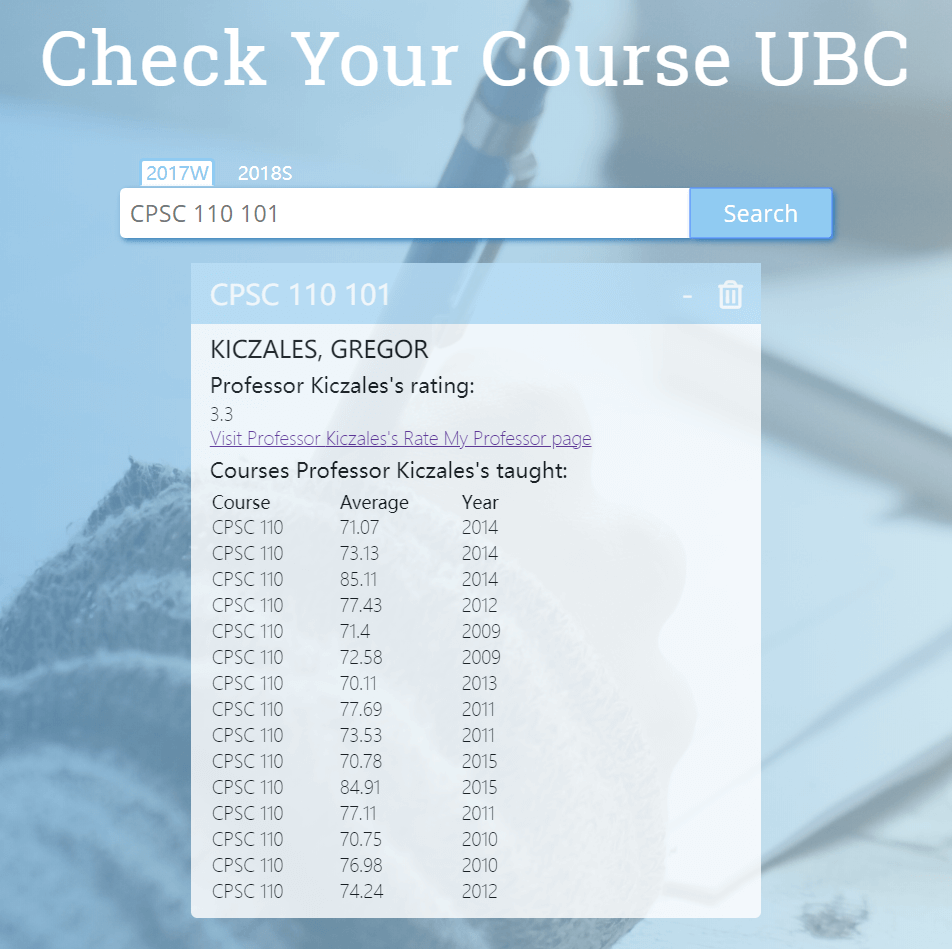 Check Your Course UBC
2017W 2018S
CPSC 110 101 Search
CPSC 110 101 -
KICZALES, GREGOR
Professor Kiczales's rating:
3.3
Visit Professor Kiczales's Rate My Professor page
Courses Professor Kiczales's taught:
Course Average Year
CPSC 110 71.07 2014
CPSC 110 73.13 2014
CPSC 110 85.11 2014
CPSC 110 77.43 2012
CPSC 110 71.4 2009
CPSC 110 72.58 2009
CPSC 110 70.11 2013
CPSC 110 77.69 2011
CPSC 110 73.53 2011
CPSC 110 70.78 2015
CPSC 110 84.91 2015
CPSC 110 77.11 2011
CPSC 110 70.75 2010
CPSC 110 76.98 2010
CPSC 110 74.24 2012